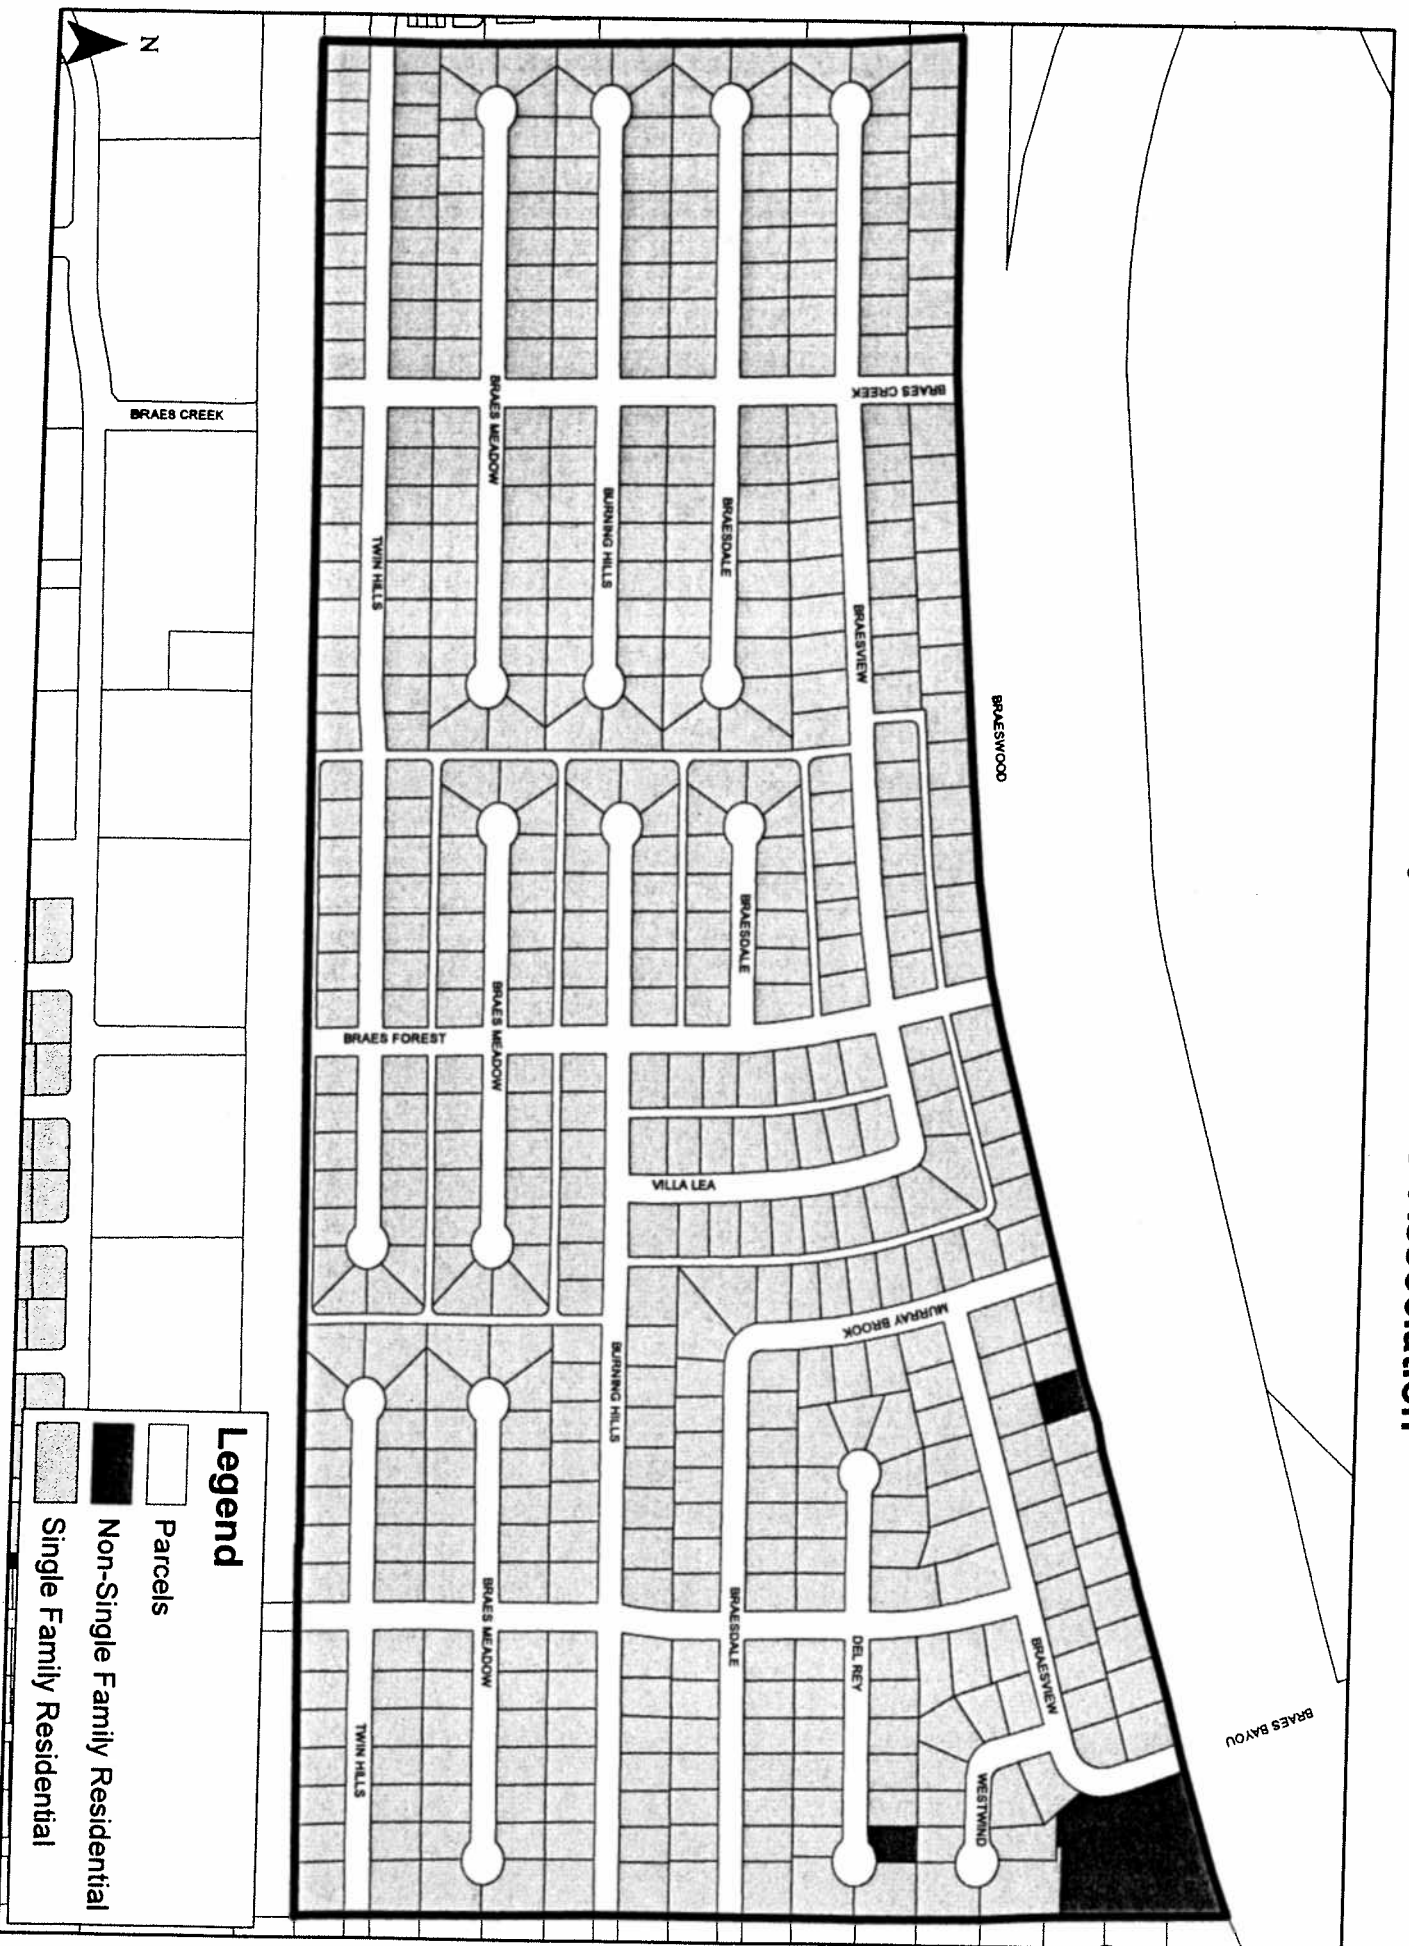 N
BRAES CREEK
BRAES CREEK
BRAES MEADOW
BURNING HILLS
BRAESDALE
TWIN HILLS
BRAESVIEW
BRAESWOOD
BRAESDALE
BRAES MEADOW
BRAES FOREST
VILLA LEA
MURRAY BROOK
BURNING HILLS
BRAES MEADOW
BRAESDALE
DEL REY
BRAESVIEW
BRAES BAYOU
TWIN HILLS
WESTWIND
Legend
Parcels
Non-Single Family Residential
Single Family Residential